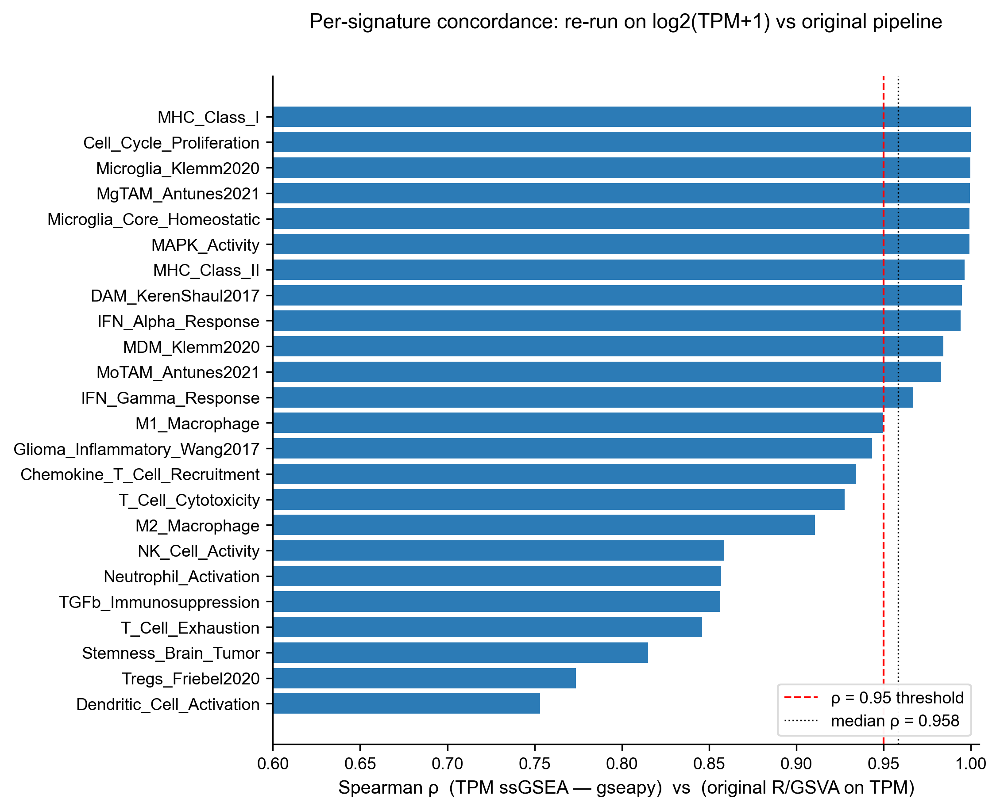 Per-signature concordance: re-run on log2(TPM+1) vs original pipeline
MHC_Class_I
Cell_Cycle_Proliferation
Microglia_Klemm2020
MgTAM_Antunes2021
Microglia_Core_Homeostatic
MAPK_Activity
MHC_Class_II
DAM_KerenShaul2017
IFN_Alpha_Response
MDM_Klemm2020
MoTAM_Antunes2021
IFN_Gamma_Response
M1_Macrophage
Glioma_Inflammatory_Wang2017
Chemokine_T_Cell_Recruitment
T_Cell_Cytotoxicity
M2_Macrophage
NK_Cell_Activity
Neutrophil_Activation
TGFb_Immunosuppression
T_Cell_Exhaustion
Stemness_Brain_Tumor
Tregs_Friebel2020
Dendritic_Cell_Activation
ρ = 0.95 threshold
median ρ = 0.958
0.60 0.65 0.70 0.75 0.80 0.85 0.90 0.95 1.00
Spearman ρ (TPM ssGSEA — gseapy) vs (original R/GSVA on TPM)